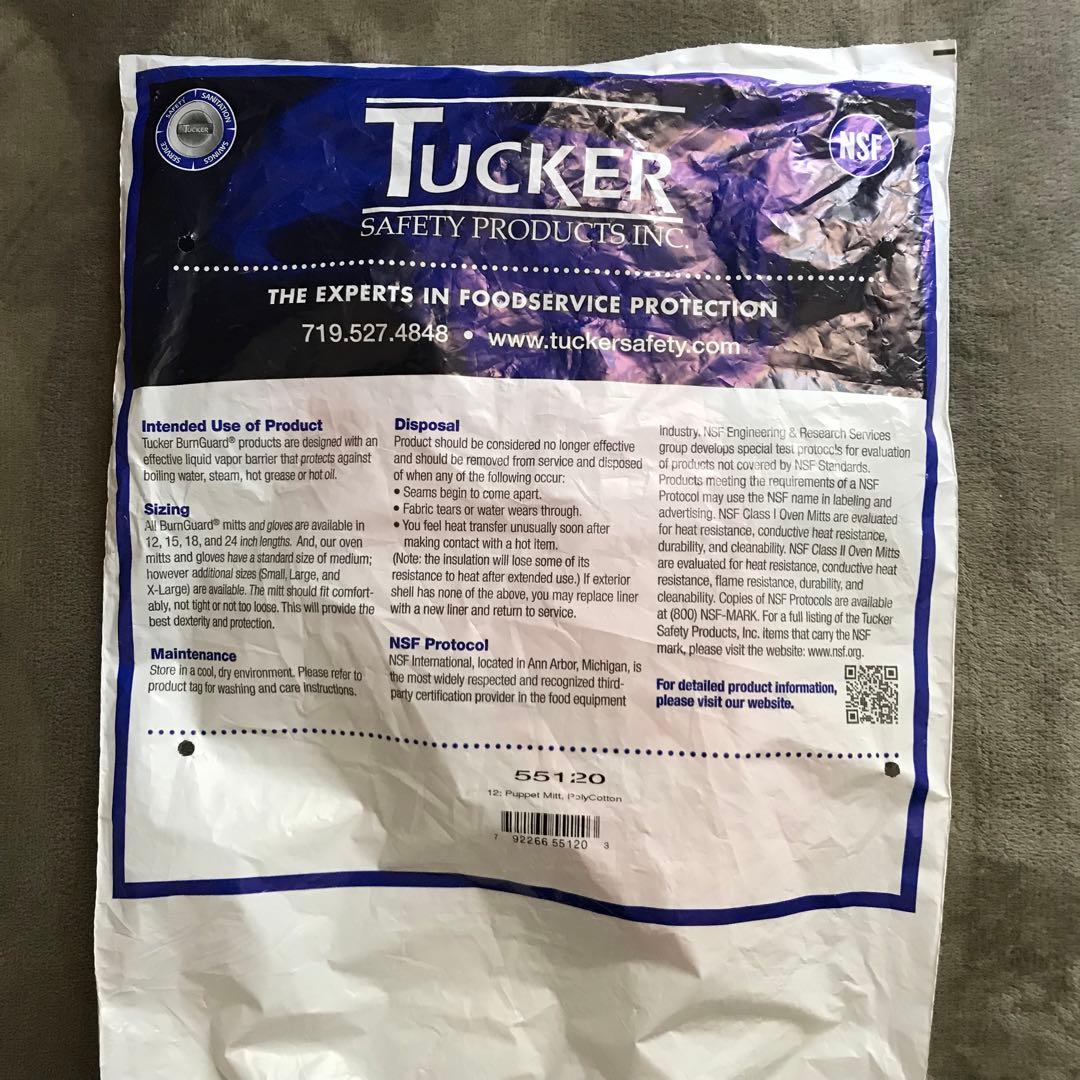 SAFETY
SANITATION
SAVINGS
SERVICE
TUCKER
TUCKER
SAFETY PRODUCTS INC.
NSF
THE EXPERTS IN FOODSERVICE PROTECTION
719.527.4848 • www.tuckersafety.com
Intended Use of Product
Tucker BurnGuard® products are designed with an
effective liquid vapor barrier that protects against
boiling water, steam, hot grease or hot oil.
Sizing
All BurnGuard® mitts and gloves are available in
12, 15, 18, and 24 inch lengths. And, our oven
mitts and gloves have a standard size of medium;
however additional sizes (Small, Large, and
X-Large) are available. The mitt should fit comfort-
ably, not tight or not too loose. This will provide the
best dexterity and protection.
Maintenance
Store in a cool, dry environment. Please refer to
product tag for washing and care instructions.
Disposal
Product should be considered no longer effective
and should be removed from service and disposed
of when any of the following occur:
• Seams begin to come apart.
• Fabric tears or water wears through.
• You feel heat transfer unusually soon after
making contact with a hot item.
(Note: the insulation will lose some of its
resistance to heat after extended use.) If exterior
shell has none of the above, you may replace liner
with a new liner and return to service.
NSF Protocol
NSF International, located in Ann Arbor, Michigan, is
the most widely respected and recognized third-
party certification provider in the food equipment
industry. NSF Engineering & Research Services
group develops special test protocols for evaluation
of products not covered by NSF Standards.
Products meeting the requirements of a NSF
Protocol may use the NSF name in labeling and
advertising. NSF Class I Oven Mitts are evaluated
for heat resistance, conductive heat resistance,
durability, and cleanability. NSF Class II Oven Mitts
are evaluated for heat resistance, conductive heat
resistance, flame resistance, durability, and
cleanability. Copies of NSF Protocols are available
at (800) NSF-MARK. For a full listing of the Tucker
Safety Products, Inc. items that carry the NSF
mark, please visit the website: www.nsf.org.
For detailed product information,
please visit our website.
55120
12: Puppet Mitt, PolyCotton
7 92266 55120 3